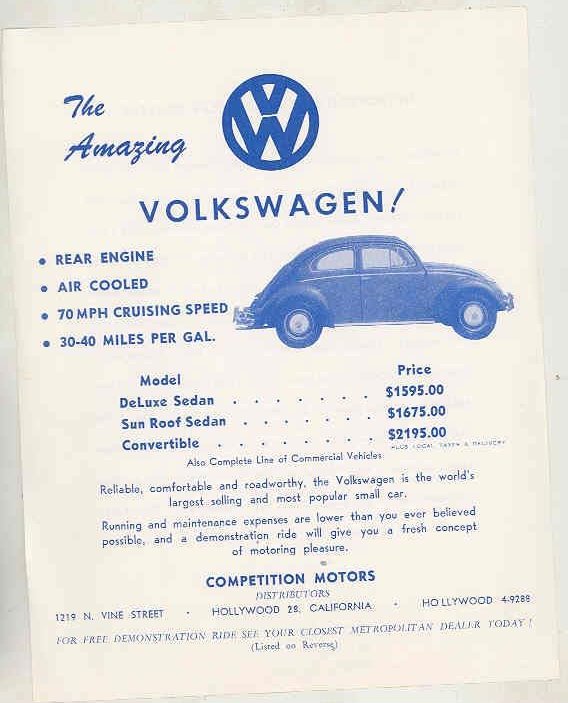 The
Amazing
VW
VOLKSWAGEN!
• REAR ENGINE
• AIR COOLED
• 70 MPH CRUISING SPEED
• 30-40 MILES PER GAL.
Model Price
DeLuxe Sedan . . . . . . . $1595.00
Sun Roof Sedan . . . . . . $1675.00
Convertible . . . . . . . $2195.00
PLUS LOCAL TAXES & DELIVERY
Also Complete Line of Commercial Vehicles
Reliable, comfortable and roadworthy, the Volkswagen is the world's
largest selling and most popular small car.
Running and maintenance expenses are lower than you ever believed
possible, and a demonstration ride will give you a fresh concept
of motoring pleasure.
COMPETITION MOTORS
DISTRIBUTORS
1219 N. VINE STREET • HOLLYWOOD 28, CALIFORNIA • HOLLYWOOD 4-9288
FOR FREE DEMONSTRATION RIDE SEE YOUR CLOSEST METROPOLITAN DEALER TODAY!
(Listed on Reverse)